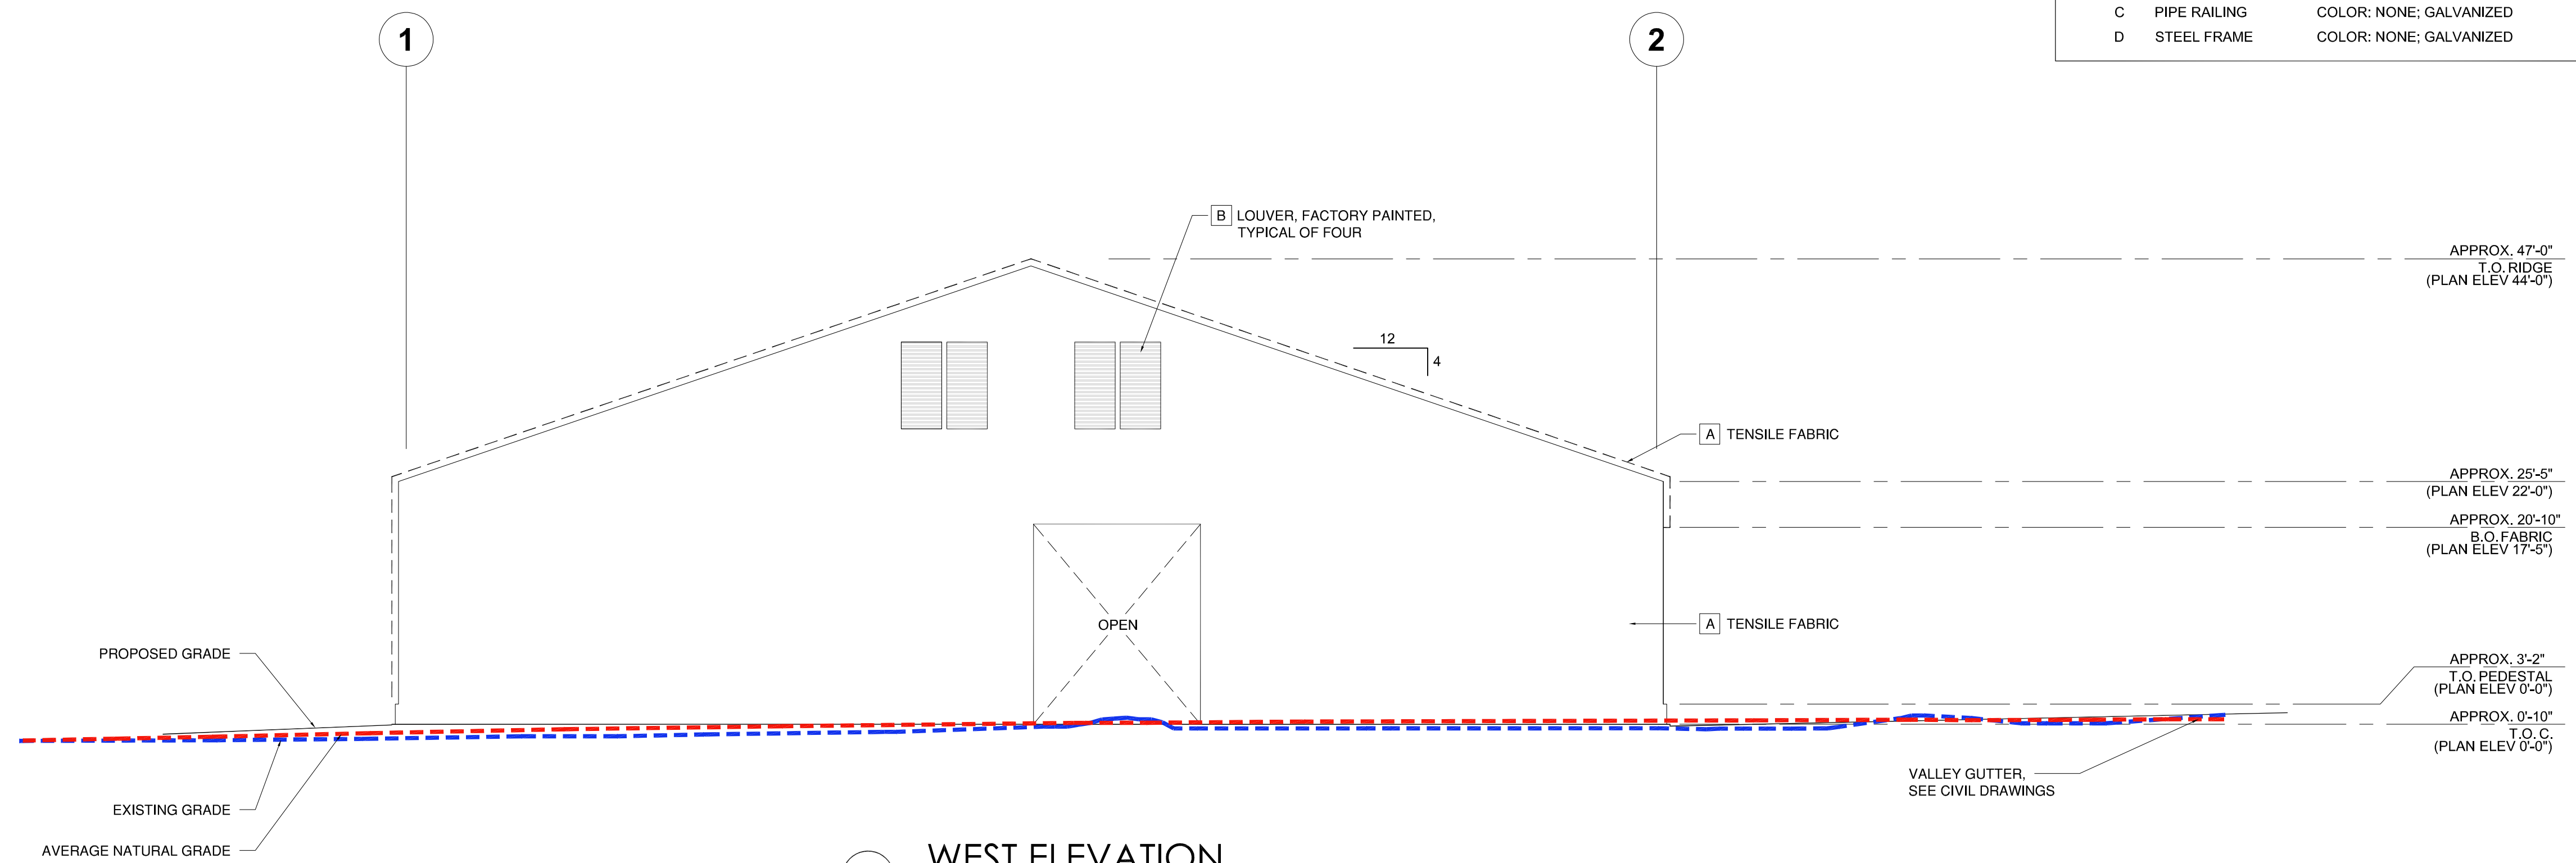 1
2
C PIPE RAILING COLOR: NONE; GALVANIZED
D STEEL FRAME COLOR: NONE; GALVANIZED
B LOUVER, FACTORY PAINTED,
TYPICAL OF FOUR
APPROX. 47'-0"
T.O. RIDGE
(PLAN ELEV 44'-0")
12
4
A TENSILE FABRIC
APPROX. 25'-5"
(PLAN ELEV 22'-0")
APPROX. 20'-10"
B.O. FABRIC
(PLAN ELEV 17'-5")
OPEN
A TENSILE FABRIC
PROPOSED GRADE
APPROX. 3'-2"
T.O. PEDESTAL
(PLAN ELEV 0'-0")
APPROX. 0'-10"
T.O. C.
(PLAN ELEV 0'-0")
VALLEY GUTTER,
SEE CIVIL DRAWINGS
EXISTING GRADE
AVERAGE NATURAL GRADE
WEST ELEVATION